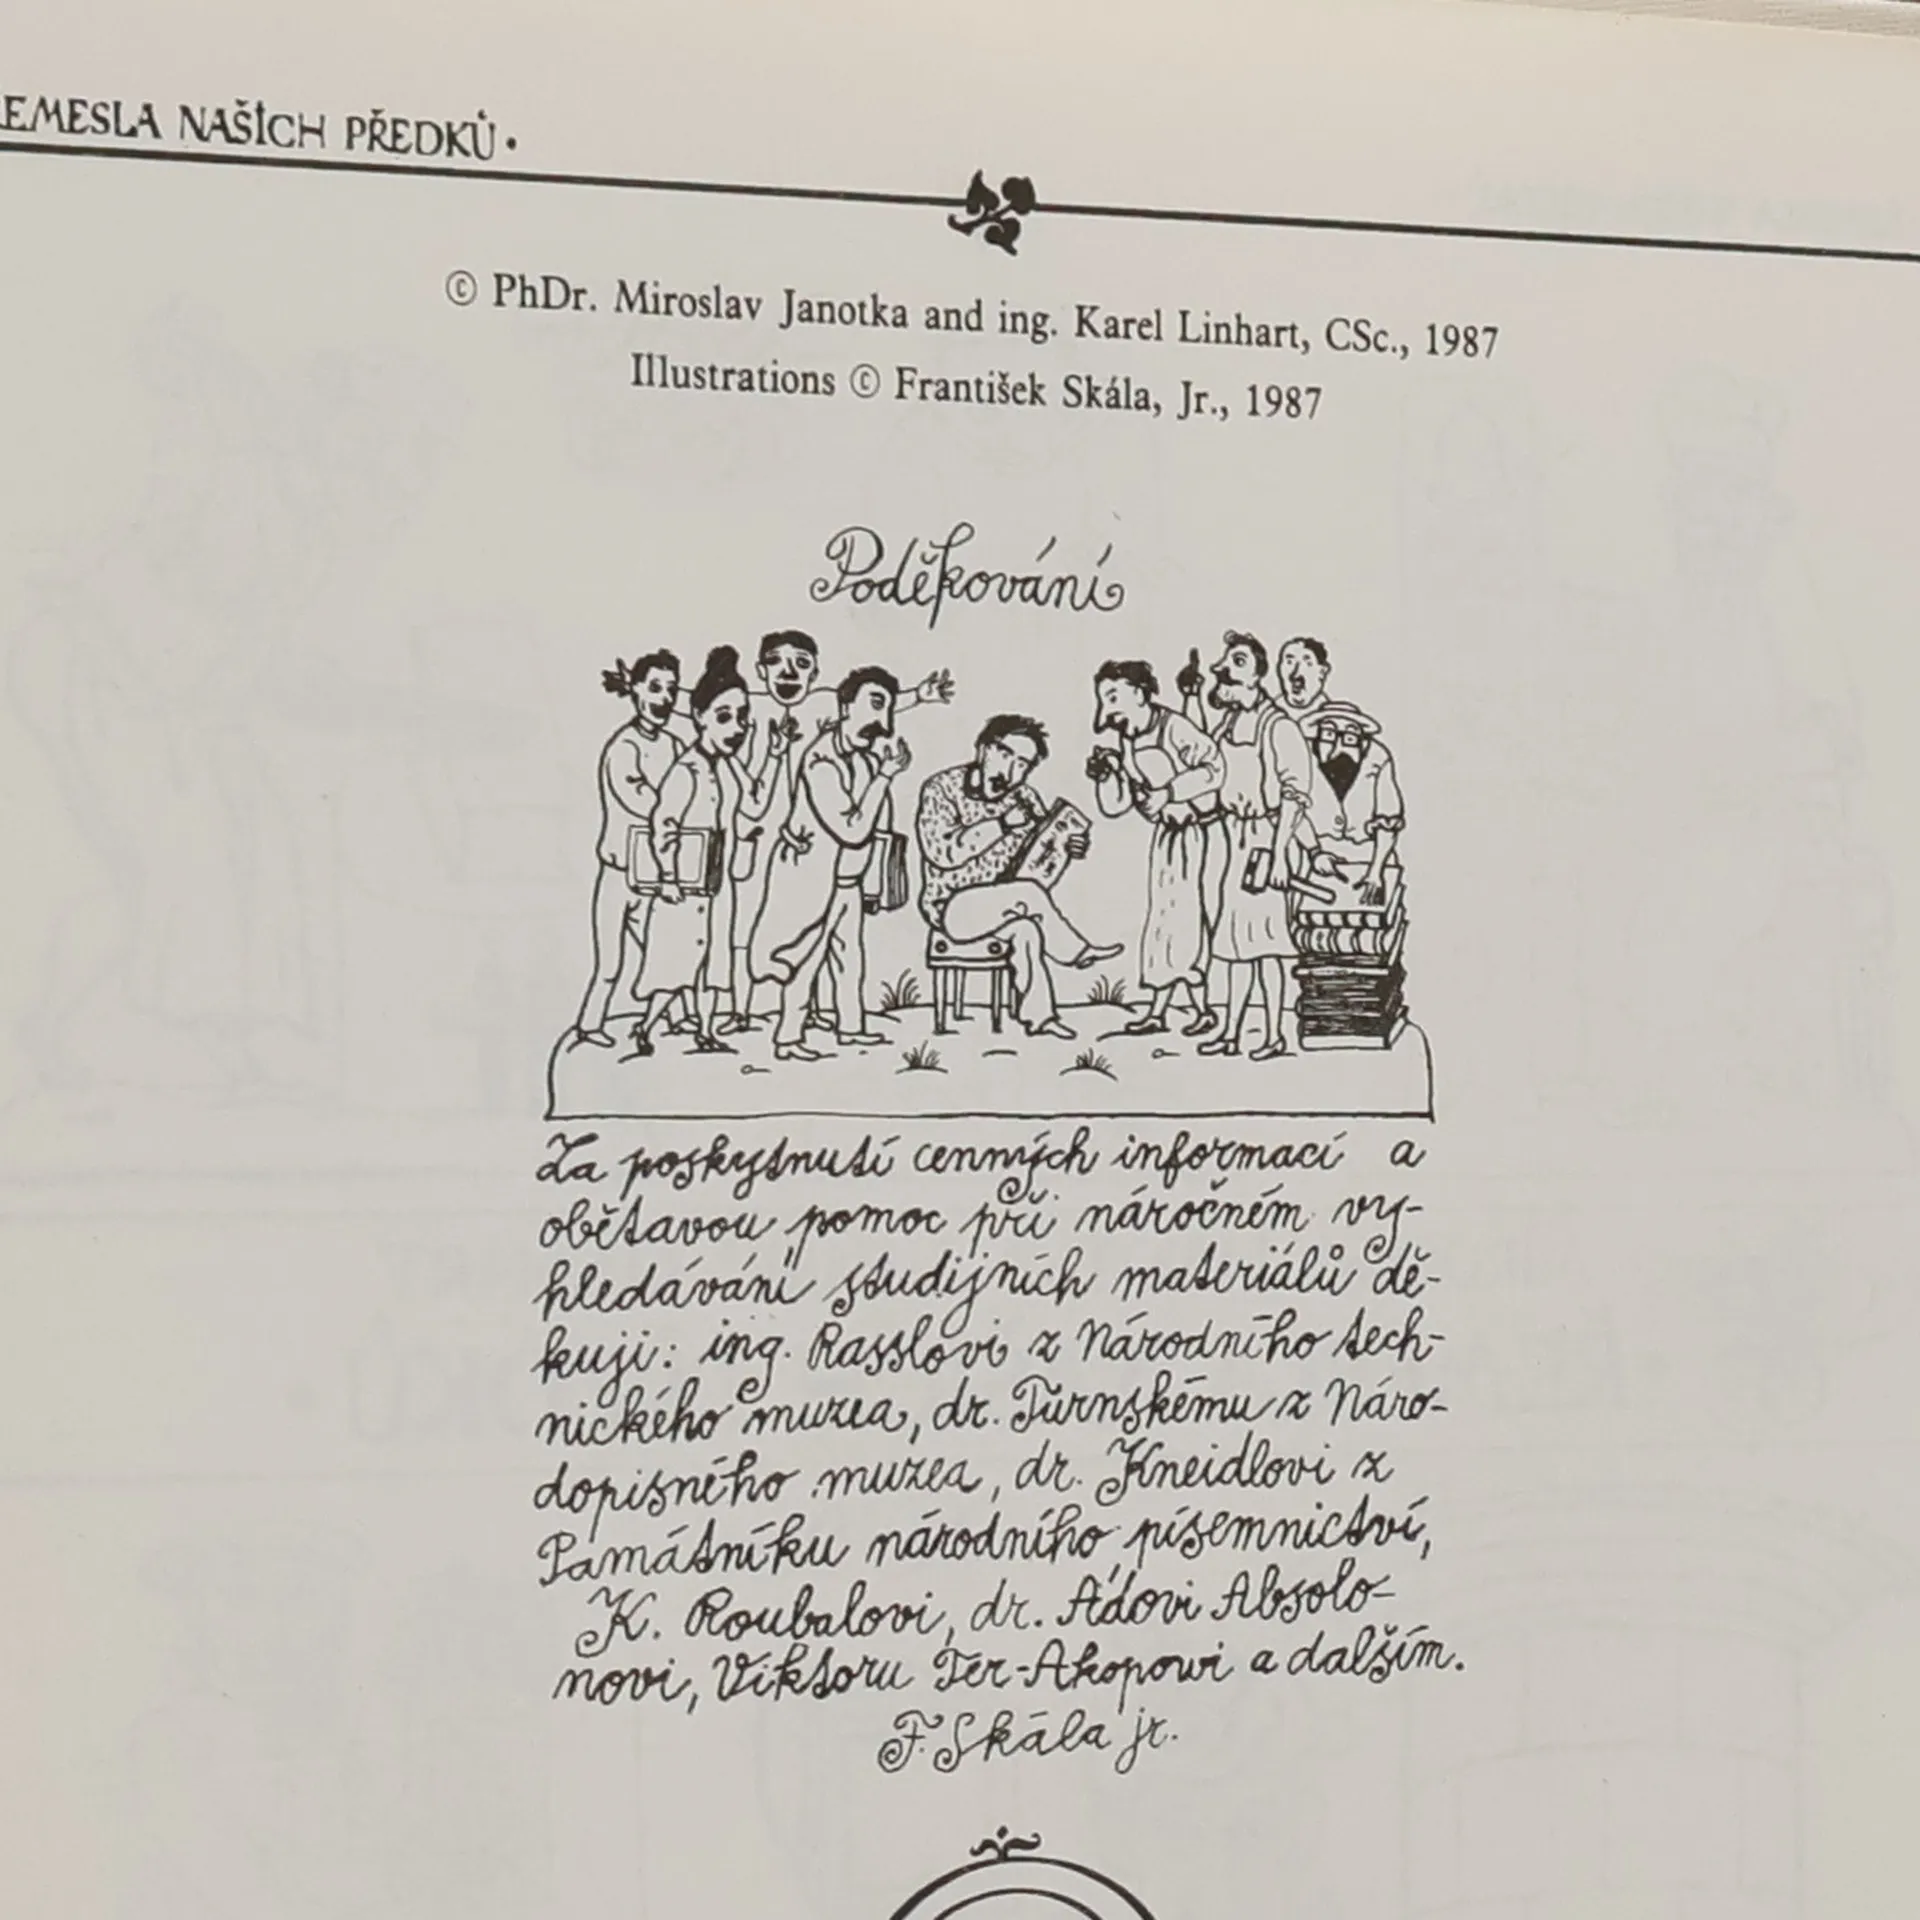 EMESLA NAŠICH PŘEDKŮ ·
© PhDr. Miroslav Janotka and ing. Karel Linhart, CSc., 1987
Illustrations © František Skála, Jr., 1987
Poděkování
Za poskytnutí cenných informací a
obětavou pomoc při náročném vy-
hledávání studijních materiálů dě-
kuji: ing. Rasslovi z Národního tech-
nického muzea, dr. Turnskému z Náro-
dopisného muzea, dr. Kneidlovi z
Památníku národního písemnictví,
K. Roubalovi, dr. Áďovi Absolo-
novi, Viktoru Ter-Akopowi a dalším.
F. Skála jr.